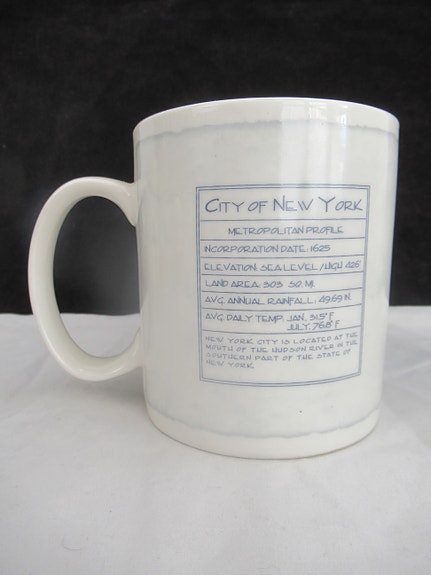 CITY OF NEW YORK
METROPOLITAN PROFILE
INCORPORATION DATE: 1625
ELEVATION: SEA LEVEL /HIGH 426'
LAND AREA: 303 SQ. MI.
AVG. ANNUAL RAINFALL: 49.69 IN.
AVG. DAILY TEMP: JAN. 31.5° F
JULY, 76.8° F
NEW YORK CITY IS LOCATED AT THE
MOUTH OF THE HUDSON RIVER IN THE
SOUTHERN PART OF THE STATE OF
NEW YORK.